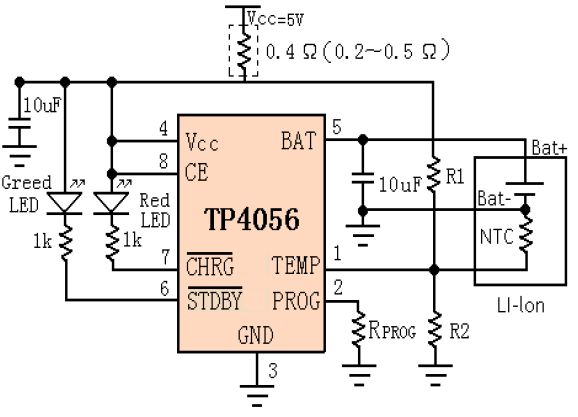 Vcc=5V
0.4 Ω(0.2~0.5 Ω)
10uF
4
Vcc
BAT
5
Bat+
8
CE
Greed
LED
Red
LED
10uF
R1
Bat-
TP4056
1k
1k
NTC
7
CHRG
TEMP
1
6
STDBY
PROG
2
LI-Ion
RPROG
R2
GND
3